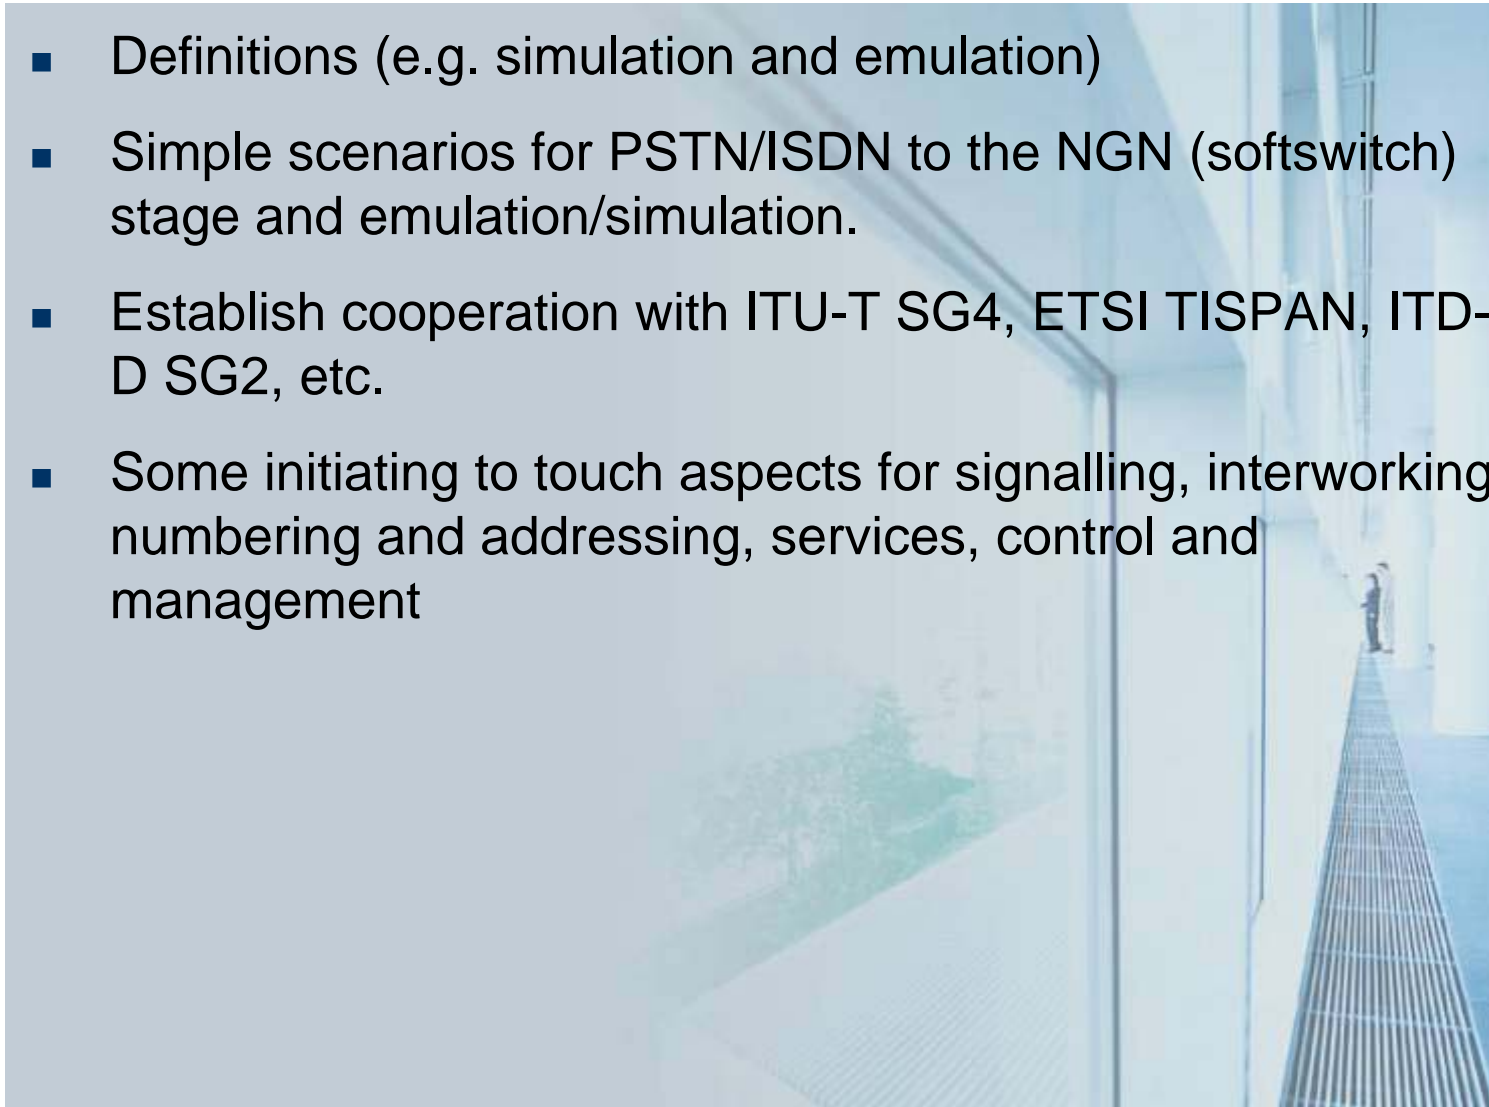 Definitions (e.g. simulation and emulation)
Simple scenarios for PSTN/ISDN to the NGN (softswitch)
stage and emulation/simulation.
Establish cooperation with ITU-T SG4, ETSI TISPAN, ITD-
D SG2, etc.
Some initiating to touch aspects for signalling, interworking
numbering and addressing, services, control and
management